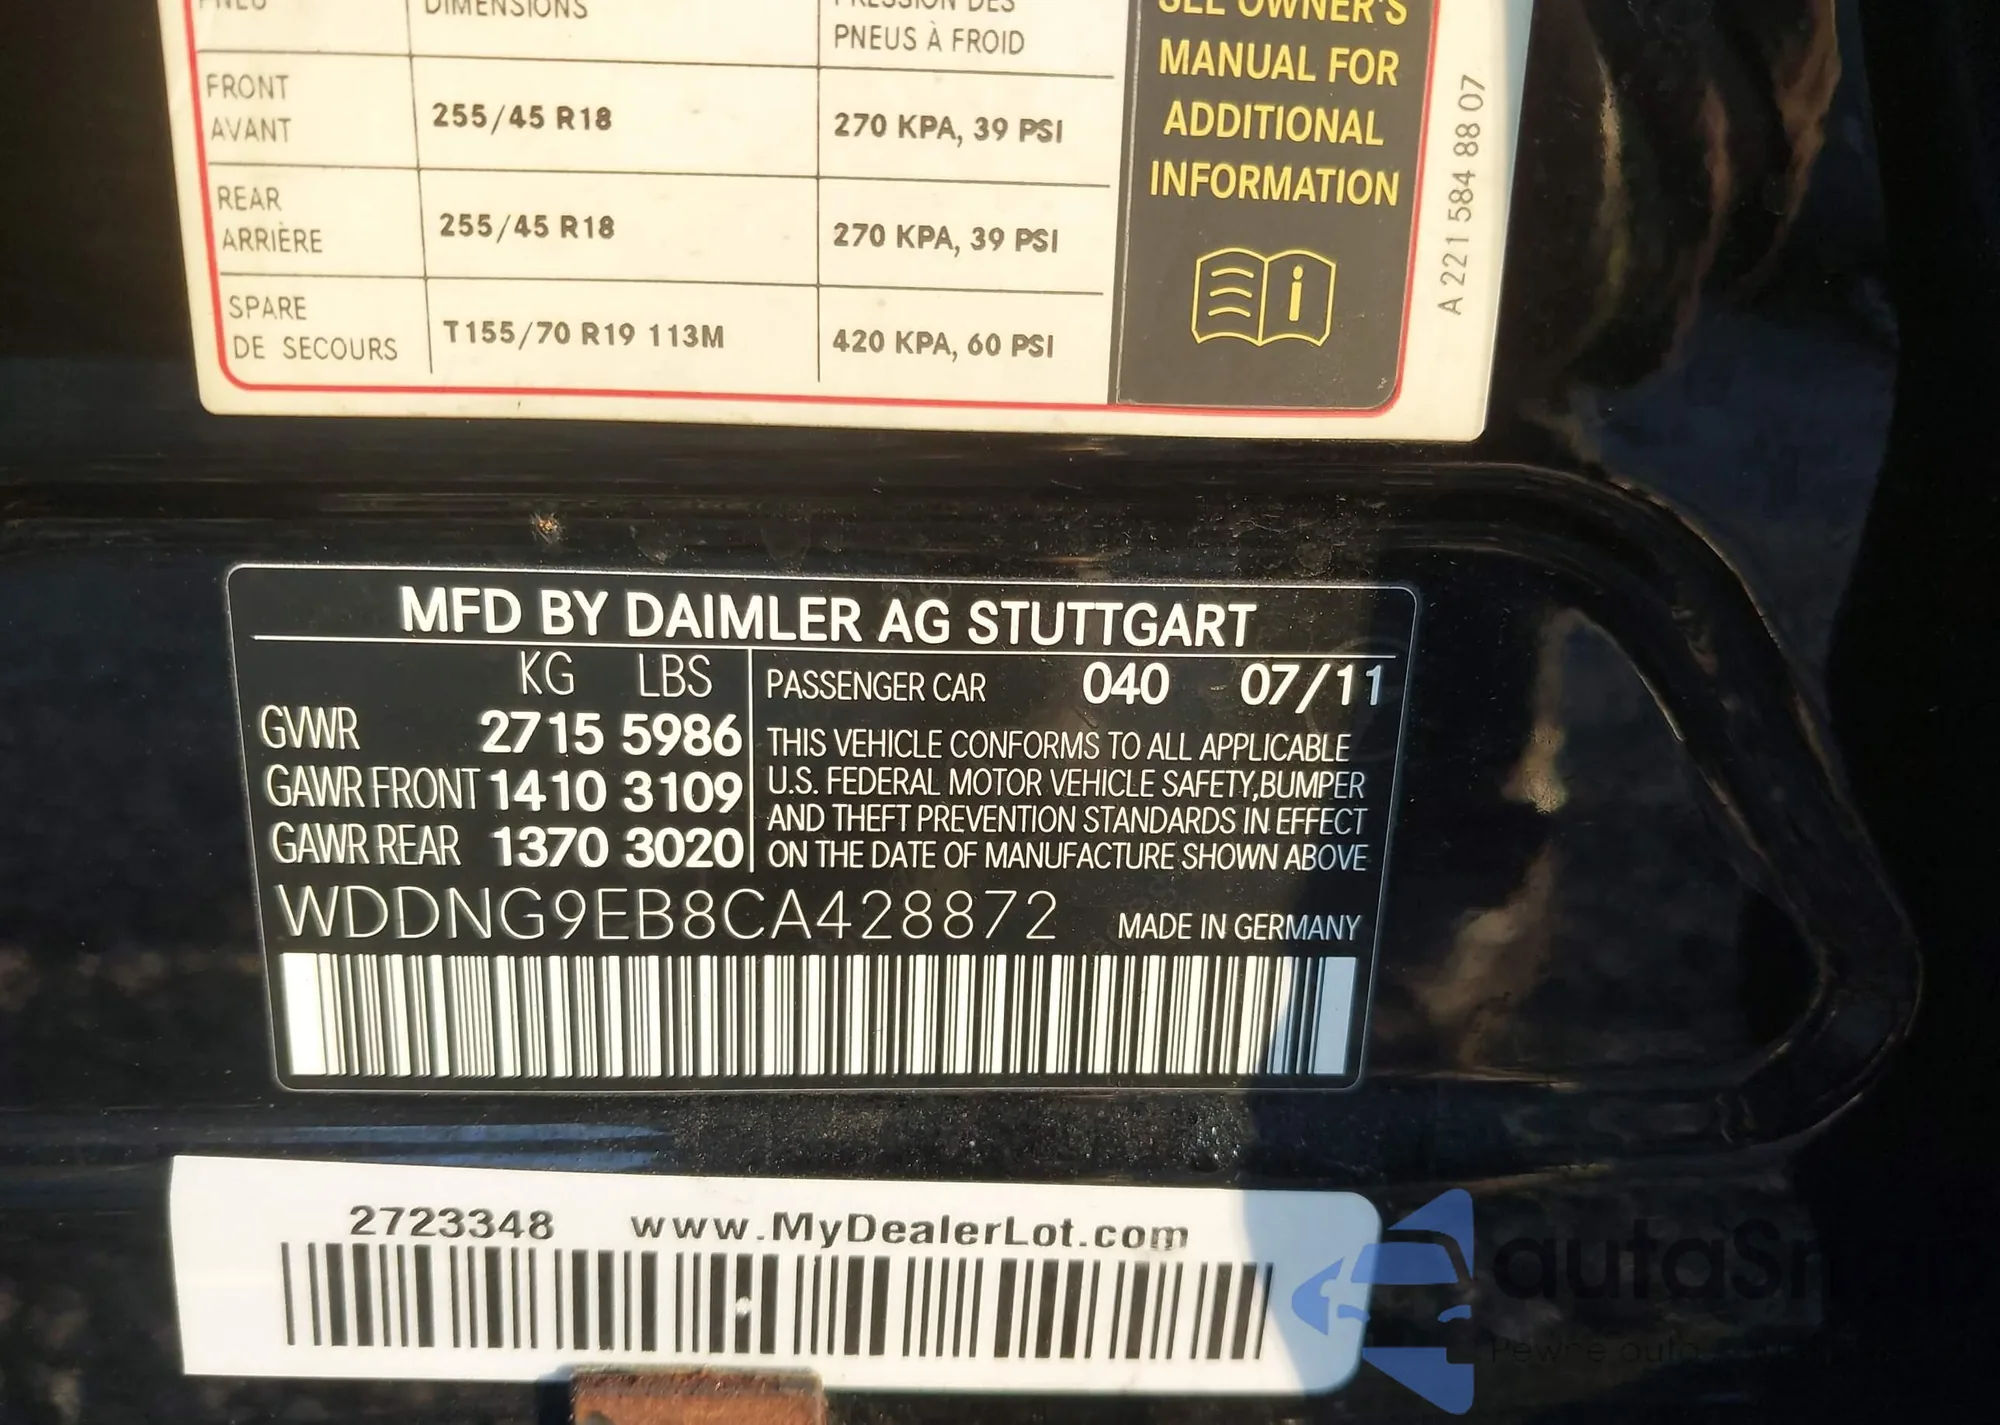 PNEU DIMENSIONS PRESSION DES
PNEUS À FROID
FRONT
AVANT 255/45 R18 270 KPA, 39 PSI
REAR
ARRIÈRE 255/45 R18 270 KPA, 39 PSI
SPARE
DE SECOURS T155/70 R19 113M 420 KPA, 60 PSI
SEE OWNER'S
MANUAL FOR
ADDITIONAL
INFORMATION
A 221 584 88 07
MFD BY DAIMLER AG STUTTGART
KG LBS
GVWR 2715 5986
GAWR FRONT 1410 3109
GAWR REAR 1370 3020
PASSENGER CAR 040 07/11
THIS VEHICLE CONFORMS TO ALL APPLICABLE
U.S. FEDERAL MOTOR VEHICLE SAFETY,BUMPER
AND THEFT PREVENTION STANDARDS IN EFFECT
ON THE DATE OF MANUFACTURE SHOWN ABOVE
WDDNG9EB8CA428872 MADE IN GERMANY
2723348 www.MyDealerLot.com